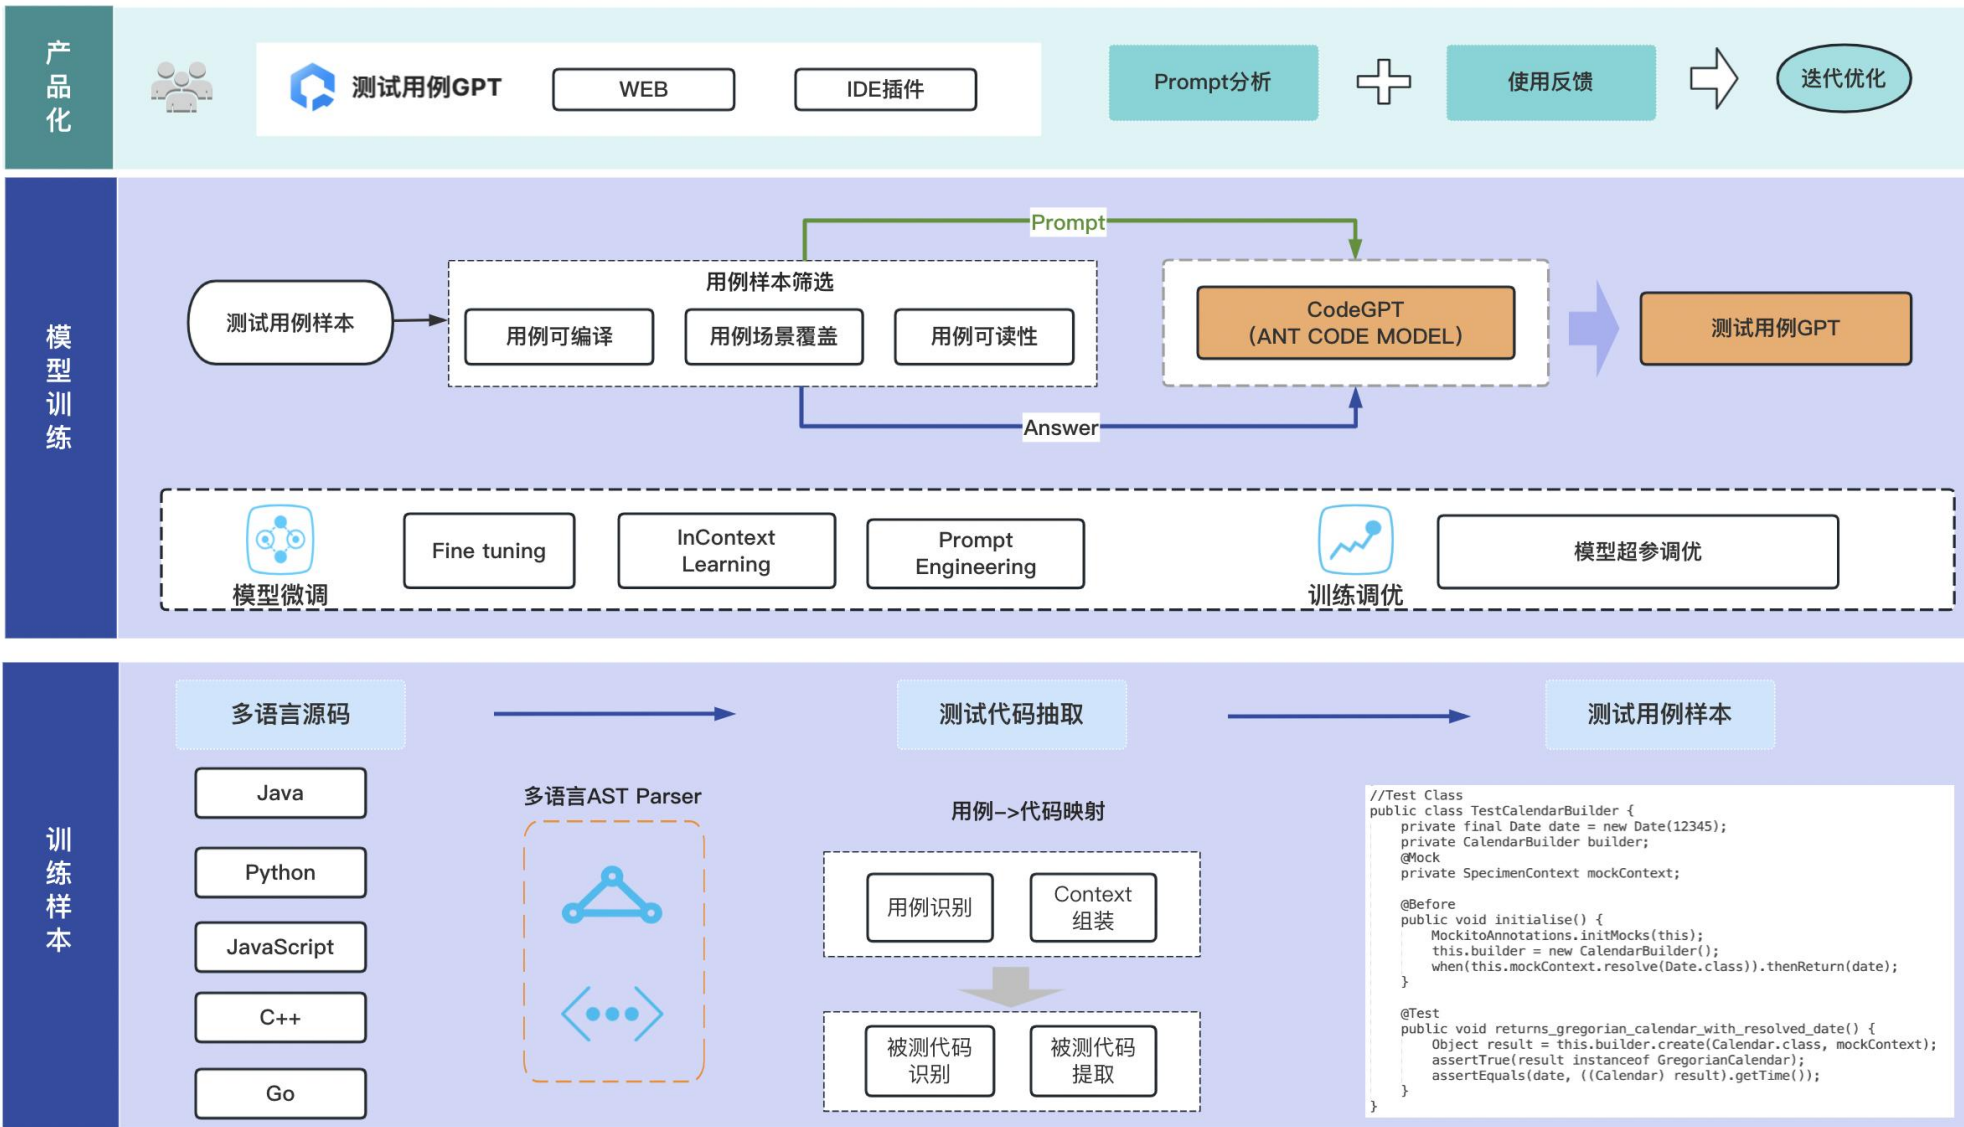 产品化
测试用例GPT
WEB
IDE插件
Prompt分析
使用反馈
迭代优化
模型训练
Prompt
测试用例样本
用例样本筛选
用例可编译
用例场景覆盖
用例可读性
CodeGPT
(ANT CODE MODEL)
测试用例GPT
Answer
模型微调
Fine tuning
InContext
Learning
Prompt
Engineering
训练调优
模型超参调优
训练样本
多语言源码
测试代码抽取
测试用例样本
Java
Python
JavaScript
C++
Go
多语言AST Parser
用例–>代码映射
用例识别
Context
组装
被测代码
识别
被测代码
提取
//Test Class
public class TestCalendarBuilder {
    private final Date date = new Date(12345);
    private CalendarBuilder builder;
    @Mock
    private SpecimenContext mockContext;

    @Before
    public void initialise() {
        MockitoAnnotations.initMocks(this);
        this.builder = new CalendarBuilder();
        when(this.mockContext.resolve(Date.class)).thenReturn(date);
    }

    @Test
    public void returns_gregorian_calendar_with_resolved_date() {
        Object result = this.builder.create(Calendar.class, mockContext);
        assertTrue(result instanceof GregorianCalendar);
        assertEquals(date, ((Calendar) result).getTime());
    }
}